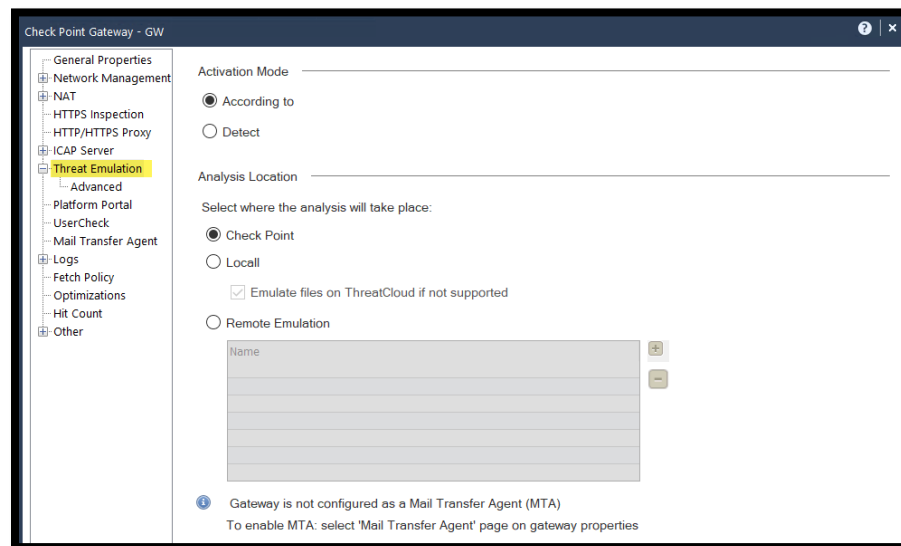 Check Point Gateway - GW
General Properties
Network Management
NAT
HTTPS Inspection
HTTP/HTTPS Proxy
ICAP Server
Threat Emulation
Advanced
Platform Portal
UserCheck
Mail Transfer Agent
Logs
Fetch Policy
Optimizations
Hit Count
Other
Activation Mode
According to
Detect
Analysis Location
Select where the analysis will take place:
Check Point
Locall
Emulate files on ThreatCloud if not supported
Remote Emulation
Name
Gateway is not configured as a Mail Transfer Agent (MTA)
To enable MTA: select 'Mail Transfer Agent' page on gateway properties